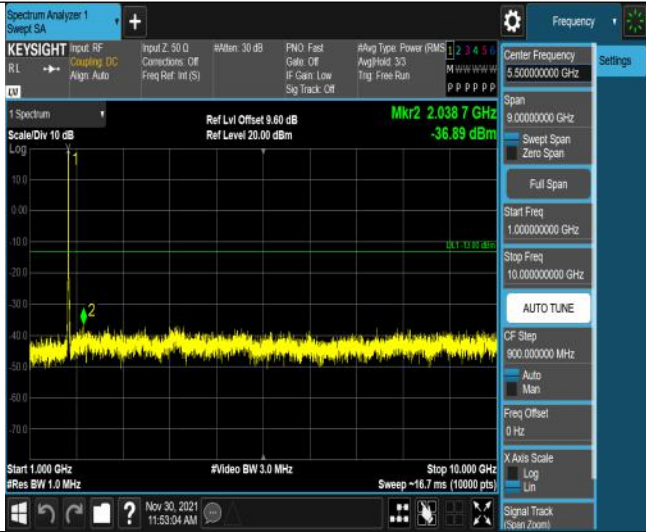 Spectrum Analyzer 1
Swept SA
Frequency
KEYSIGHT
RL
LV
Input: RF
Coupling: DC
Align: Auto
Input Z: 50 Ω
Corrections: Off
Freq Ref: Int (S)
#Atten: 30 dB
PNO: Fast
Gate: Off
IF Gain: Low
Sig Track: Off
#Avg Type: Power (RMS
Avg|Hold: 3/3
Trig: Free Run
1 2 3 4 5 6
M W W W W W
P P P P P P
Settings
1 Spectrum
Scale/Div 10 dB
Log
Ref Lvl Offset 9.60 dB
Ref Level 20.00 dBm
Mkr2 2.038 7 GHz
-36.89 dBm
1
10.0
0.00
-10.0
DL1 -13.00 dBm
-20.0
-30.0
2
-40.0
-50.0
-60.0
-70.0
Start 1.000 GHz
#Res BW 1.0 MHz
#Video BW 3.0 MHz
Stop 10.000 GHz
Sweep ~16.7 ms (10000 pts)
Center Frequency
5.500000000 GHz
Span
9.00000000 GHz
Swept Span
Zero Span
Full Span
Start Freq
1.000000000 GHz
Stop Freq
10.000000000 GHz
AUTO TUNE
CF Step
900.000000 MHz
Auto
Man
Freq Offset
0 Hz
X Axis Scale
Log
Lin
Signal Track
(Span Zoom)
?
Nov 30, 2021
11:53:04 AM